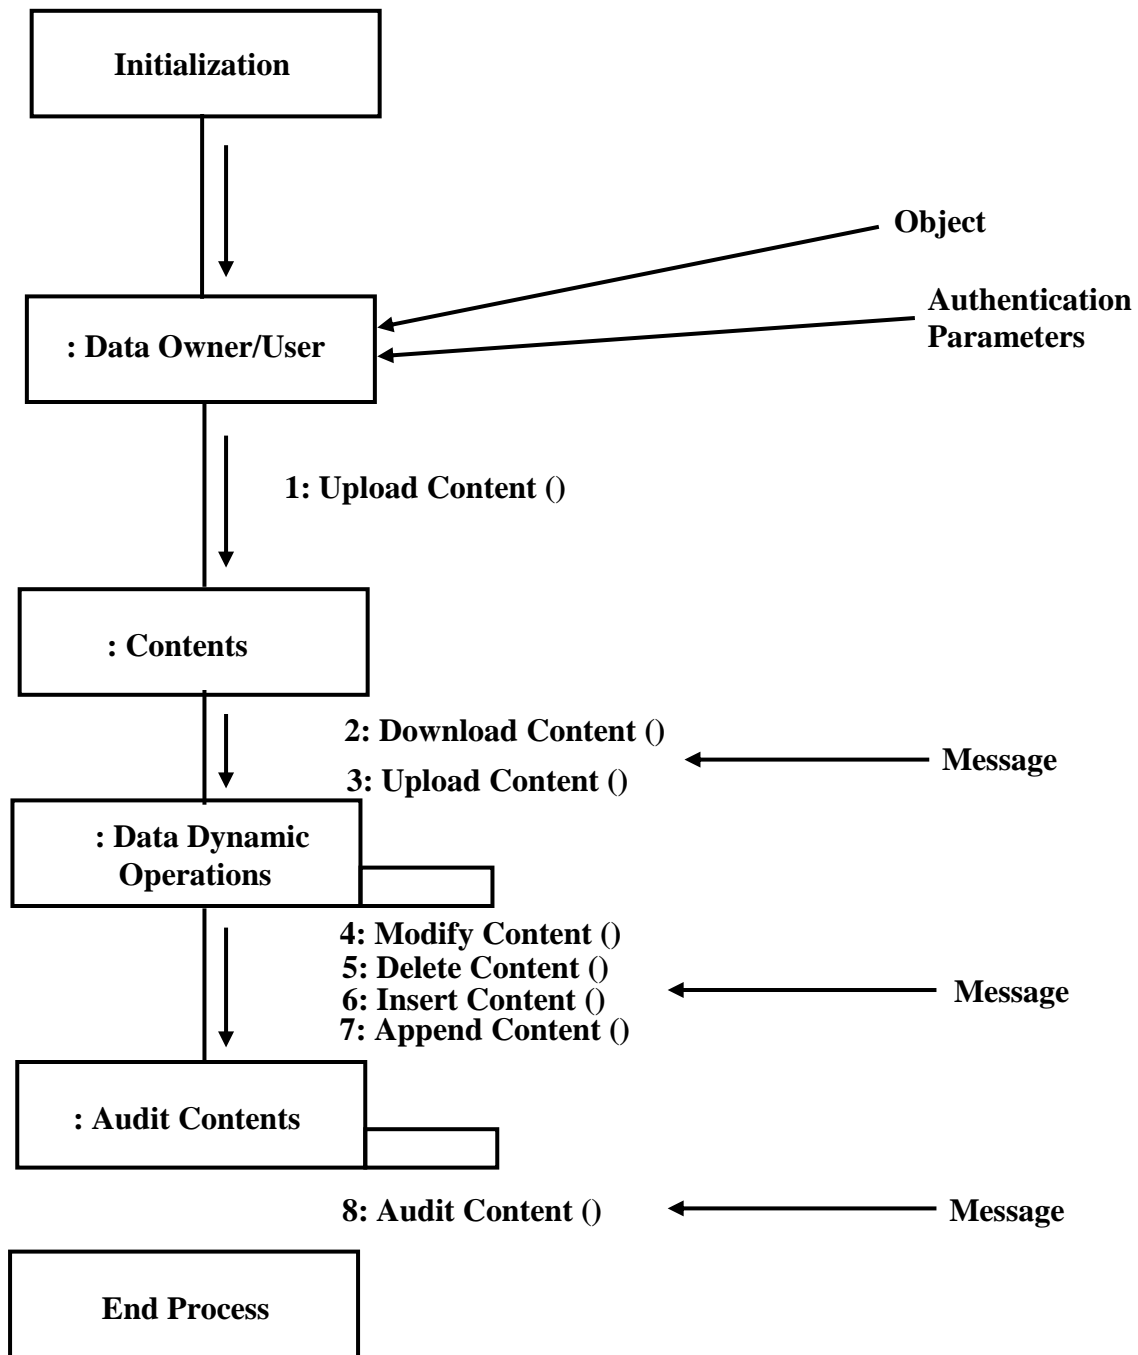 Initialization
Object
Authentication
Parameters
: Data Owner/User
1: Upload Content ()
: Contents
2: Download Content ()
Message
3: Upload Content ()
: Data Dynamic
Operations
4: Modify Content ()
5: Delete Content ()
6: Insert Content ()
Message
7: Append Content ()
: Audit Contents
8: Audit Content ()
Message
End Process